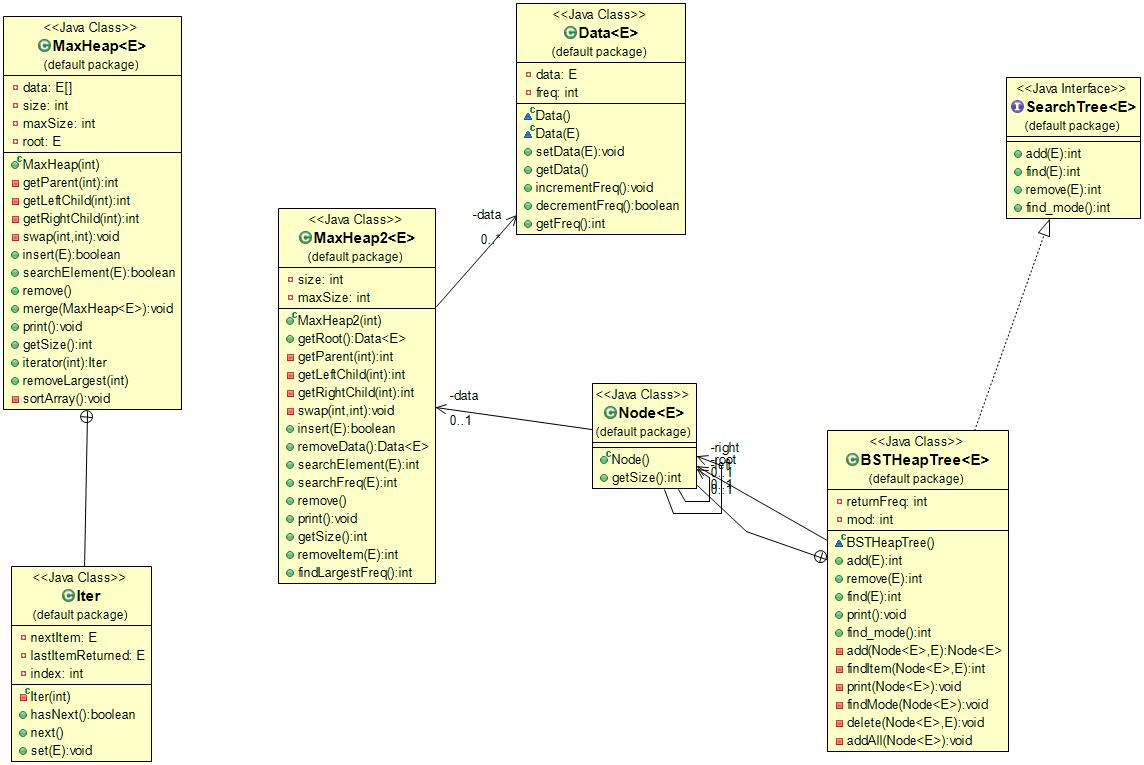 <<Java Class>>
MaxHeap<E>
(default package)
data: E[]
size: int
maxSize: int
root: E
MaxHeap(int)
getParent(int):int
getLeftChild(int):int
getRightChild(int):int
swap(int,int):void
insert(E):boolean
searchElement(E):boolean
remove()
merge(MaxHeap<E>):void
print():void
getSize():int
iterator(int):Iter
removeLargest(int)
sortArray():void
<<Java Class>>
Iter
(default package)
nextItem: E
lastItemReturned: E
index: int
Iter(int)
hasNext():boolean
next()
set(E):void
<<Java Class>>
MaxHeap2<E>
(default package)
size: int
maxSize: int
MaxHeap2(int)
getRoot():Data<E>
getParent(int):int
getLeftChild(int):int
getRightChild(int):int
swap(int,int):void
insert(E):boolean
removeData():Data<E>
searchElement(E):int
searchFreq(E):int
remove()
print():void
getSize():int
removeItem(E):int
findLargestFreq():int
-data
0..*
<<Java Class>>
Data<E>
(default package)
data: E
freq: int
Data()
Data(E)
setData(E):void
getData()
incrementFreq():void
decrementFreq():boolean
getFreq():int
-data
0..1
<<Java Class>>
Node<E>
(default package)
Node()
getSize():int
-right
-root
0..1
<<Java Interface>>
SearchTree<E>
(default package)
add(E):int
find(E):int
remove(E):int
find_mode():int
<<Java Class>>
BSTHeapTree<E>
(default package)
returnFreq: int
mod: int
BSTHeapTree()
add(E):int
remove(E):int
find(E):int
print():void
find_mode():int
add(Node<E>,E):Node<E>
findItem(Node<E>,E):int
print(Node<E>):void
findMode(Node<E>):void
delete(Node<E>,E):void
addAll(Node<E>):void